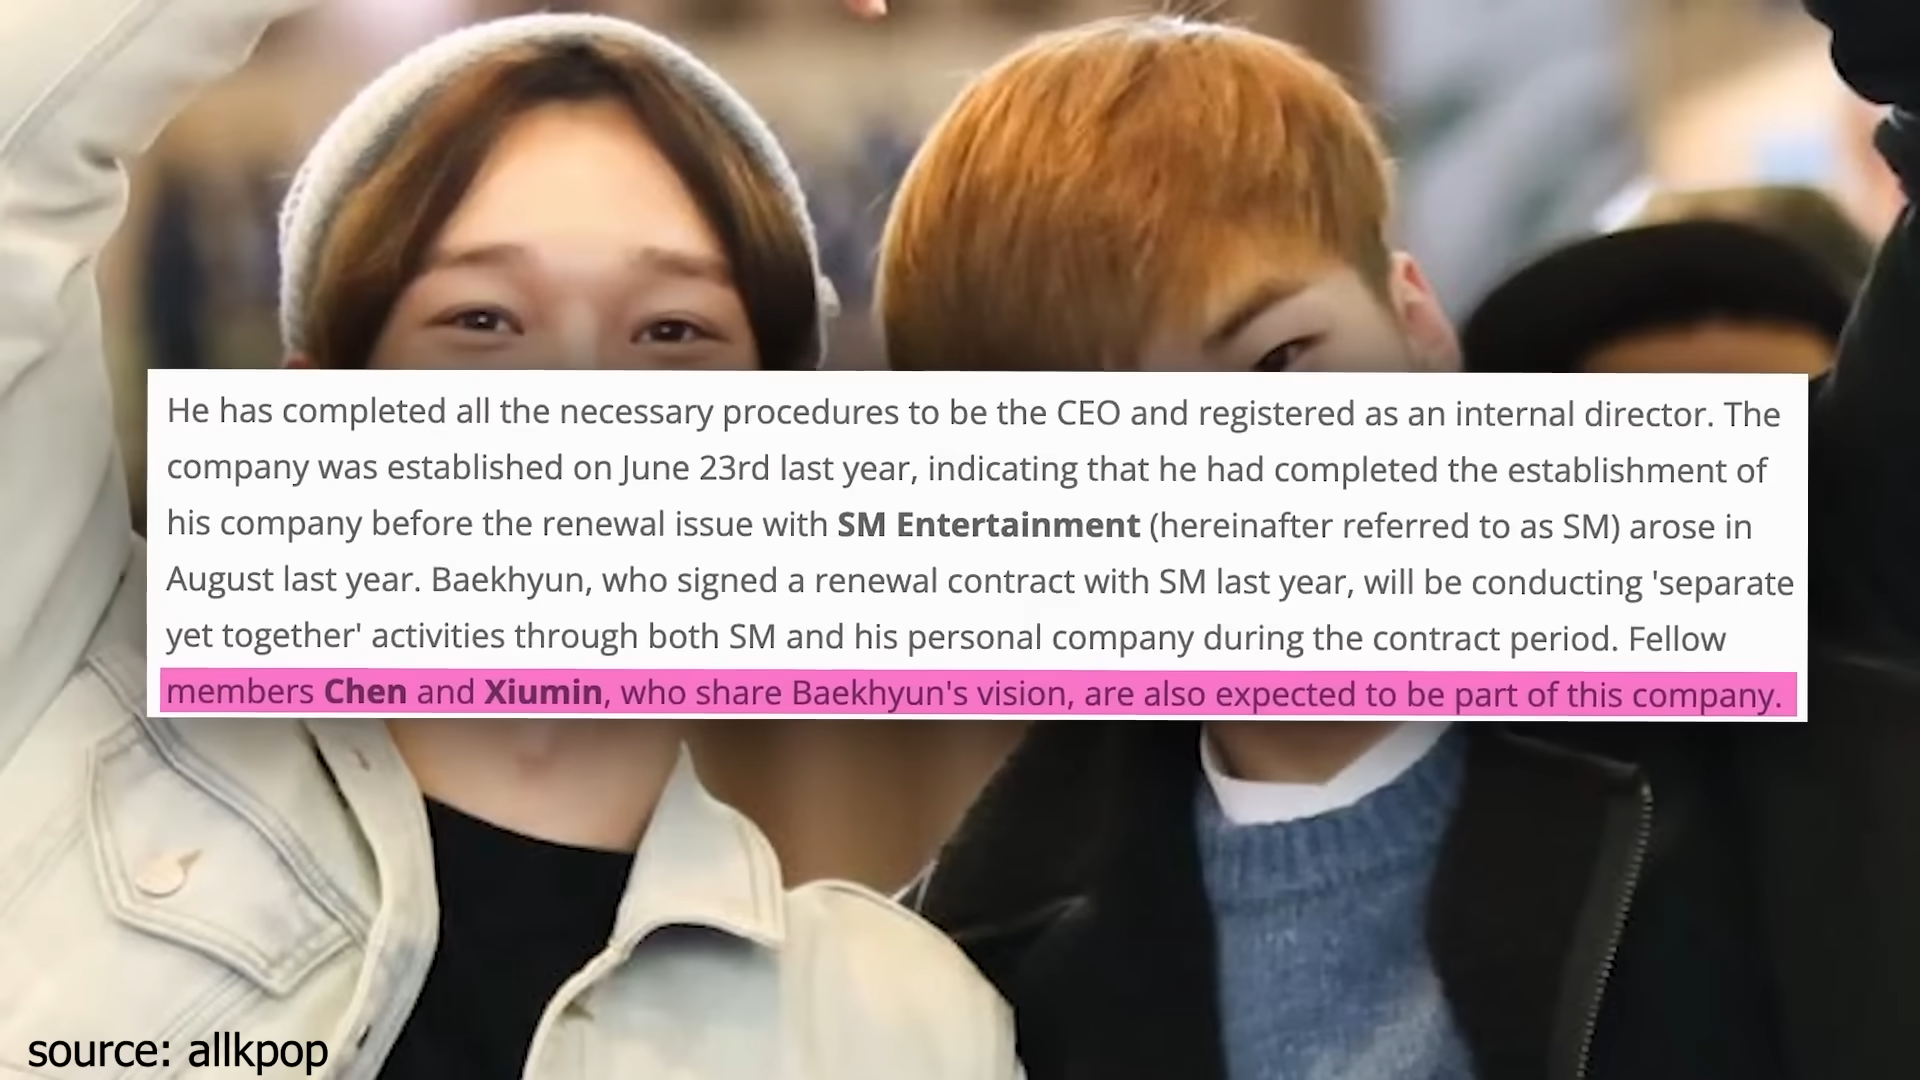 He has completed all the necessary procedures to be the CEO and registered as an internal director. The
company was established on June 23rd last year, indicating that he had completed the establishment of
his company before the renewal issue with SM Entertainment (hereinafter referred to as SM) arose in
August last year. Baekhyun, who signed a renewal contract with SM last year, will be conducting 'separate
yet together' activities through both SM and his personal company during the contract period. Fellow
members Chen and Xiumin, who share Baekhyun's vision, are also expected to be part of this company.
source: allkpop